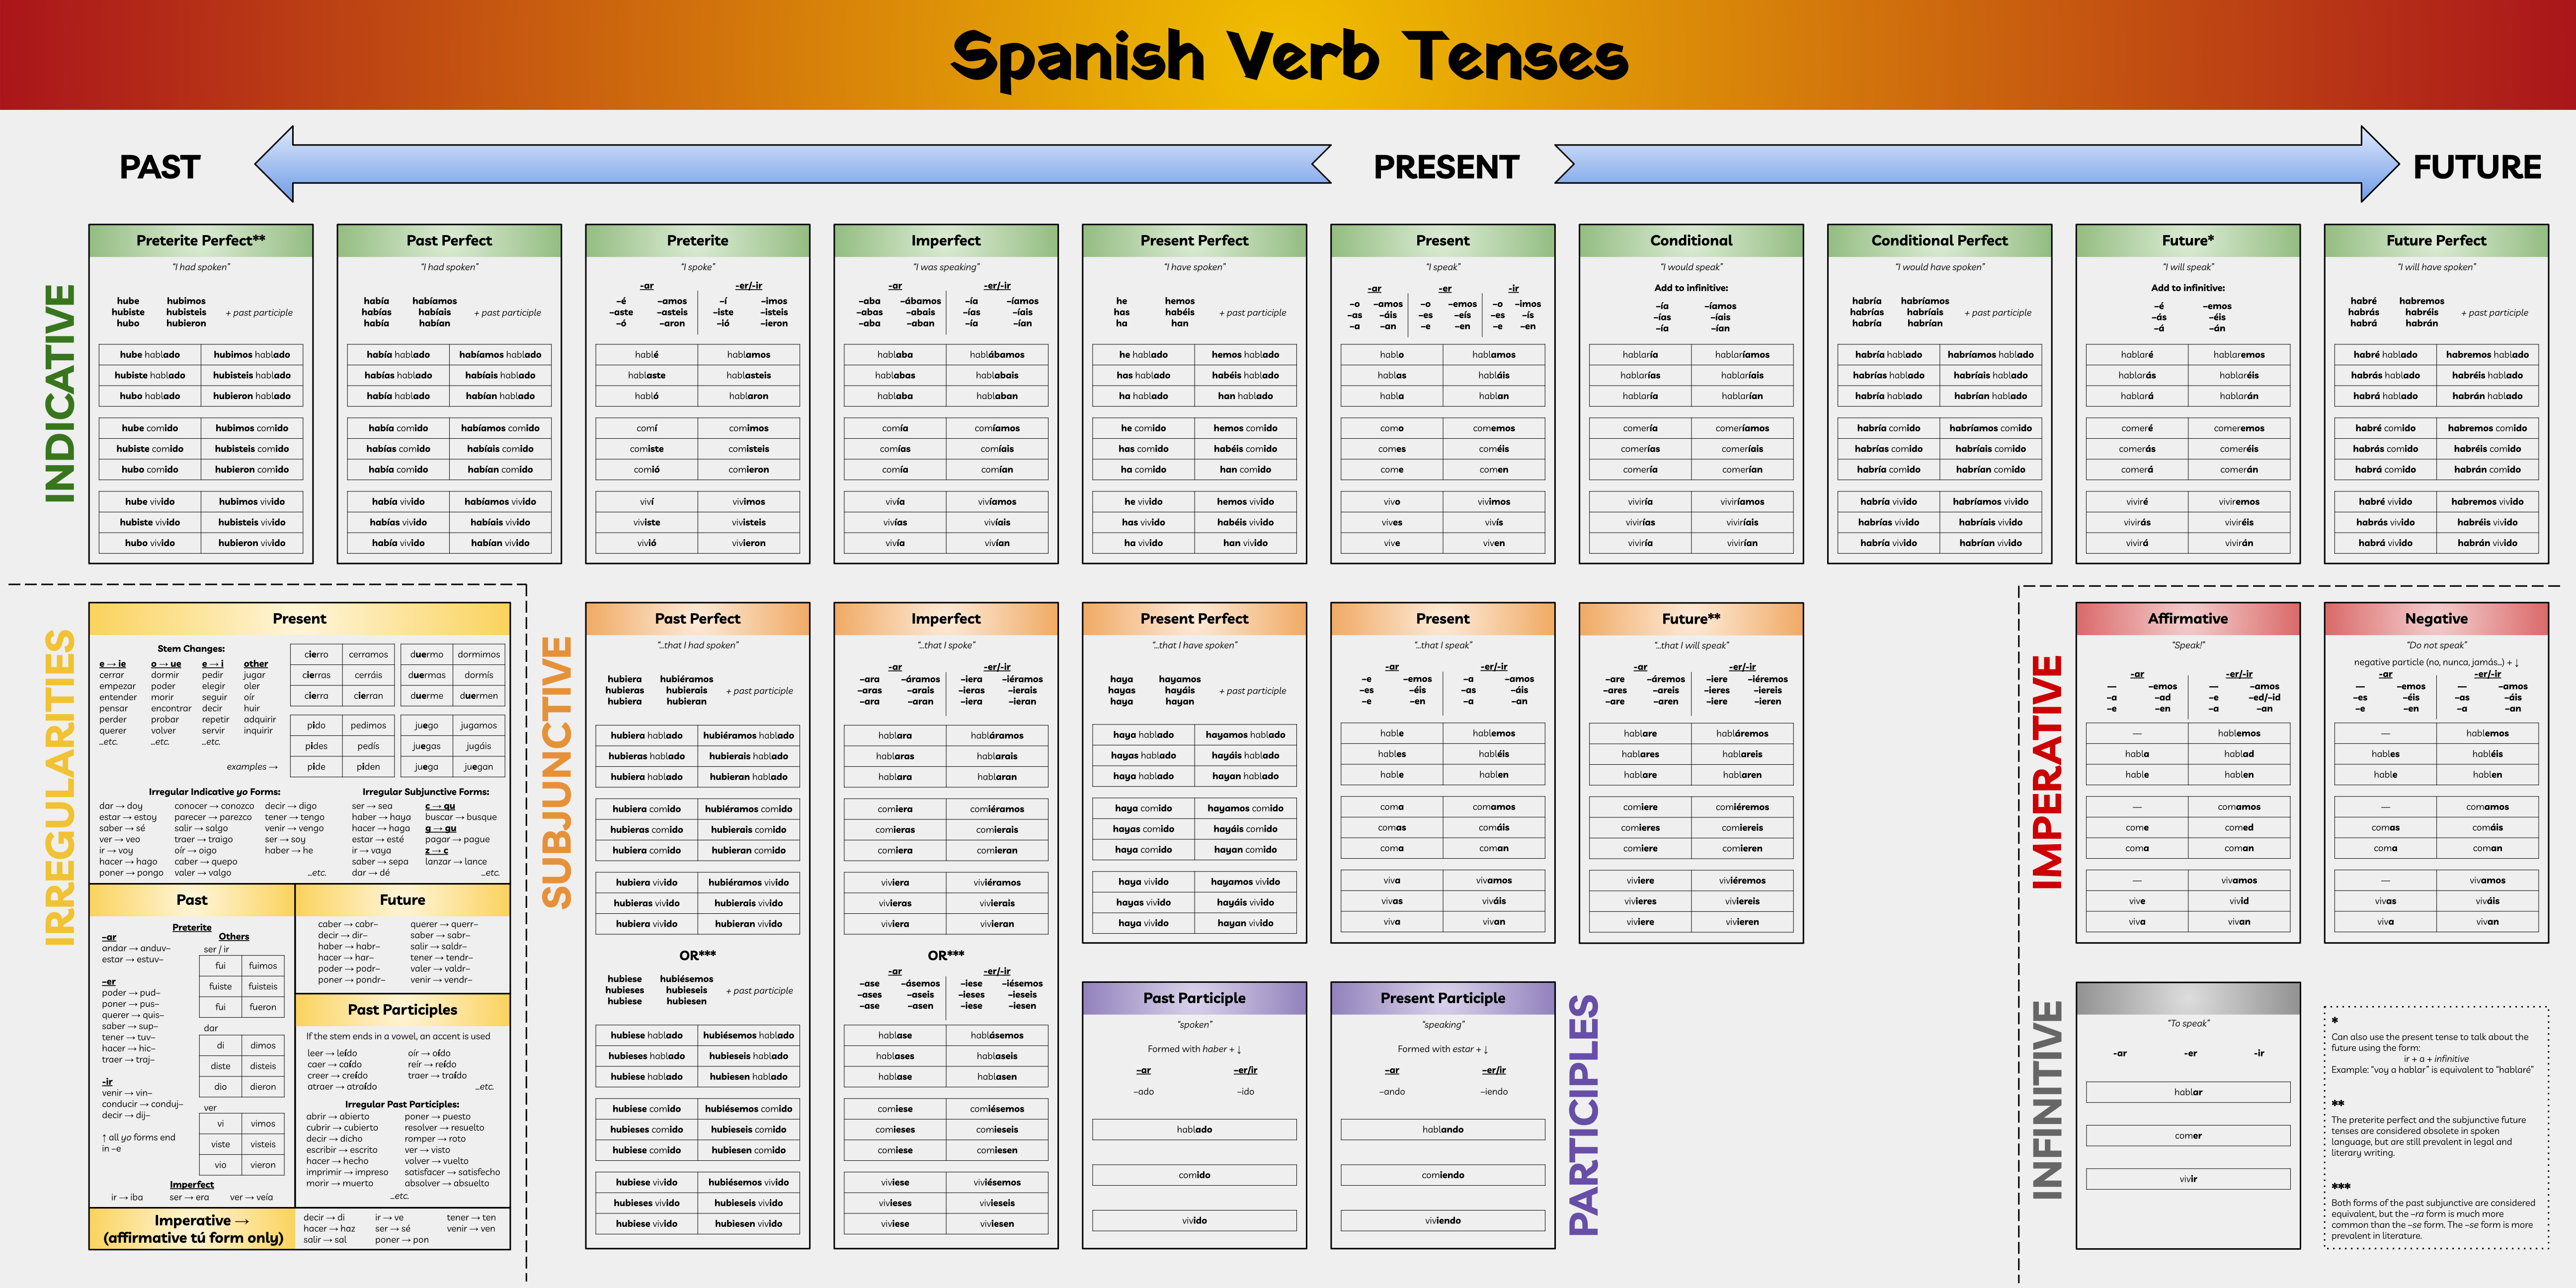 Spanish Verb Tenses
PAST
PRESENT
FUTURE
INDICATIVE
Preterite Perfect**
"I had spoken"
hube hubimos
hubiste hubisteis + past participle
hubo hubieron
hube hablado hubimos hablado
hubiste hablado hubisteis hablado
hubo hablado hubieron hablado
hube comido hubimos comido
hubiste comido hubisteis comido
hubo comido hubieron comido
hube vivido hubimos vivido
hubiste vivido hubisteis vivido
hubo vivido hubieron vivido
Past Perfect
"I had spoken"
había habíamos
habías habíais + past participle
había habían
había hablado habíamos hablado
habías hablado habíais hablado
había hablado habían hablado
había comido habíamos comido
habías comido habíais comido
había comido habían comido
había vivido habíamos vivido
habías vivido habíais vivido
había vivido habían vivido
Preterite
"I spoke"
-ar -er/-ir
–é –amos –í –imos
–aste –asteis –iste –isteis
–ó –aron –ió –ieron
hablé hablamos
hablaste hablasteis
habló hablaron
comí comimos
comiste comisteis
comió comieron
viví vivimos
viviste vivisteis
vivió vivieron
Imperfect
"I was speaking"
-ar -er/-ir
–aba –ábamos –ía –íamos
–abas –abais –ías –íais
–aba –aban –ía –ían
hablaba hablábamos
hablabas hablabais
hablaba hablaban
comía comíamos
comías comíais
comía comían
vivía vivíamos
vivías vivíais
vivía vivían
Present Perfect
"I have spoken"
he hemos
has habéis + past participle
ha han
he hablado hemos hablado
has hablado habéis hablado
ha hablado han hablado
he comido hemos comido
has comido habéis comido
ha comido han comido
he vivido hemos vivido
has vivido habéis vivido
ha vivido han vivido
Present
"I speak"
-ar -er -ir
–o –amos –o –emos –o –imos
–as –áis –es –eís –es –ís
–a –an –e –en –e –en
hablo hablamos
hablas habláis
habla hablan
como comemos
comes coméis
come comen
vivo vivimos
vives vivís
vive viven
Conditional
"I would speak"
Add to infinitive:
–ía –íamos
–ías –íais
–ía –ían
hablaría hablaríamos
hablarías hablaríais
hablaría hablarían
comería comeríamos
comerías comeríais
comería comerían
viviría viviríamos
vivirías viviríais
viviría vivirían
Conditional Perfect
"I would have spoken"
habría habríamos
habrías habríais + past participle
habría habrían
habría hablado habríamos hablado
habrías hablado habríais hablado
habría hablado habrían hablado
habría comido habríamos comido
habrías comido habríais comido
habría comido habrían comido
habría vivido habríamos vivido
habrías vivido habríais vivido
habría vivido habrían vivido
Future*
"I will speak"
Add to infinitive:
–é –emos
–ás –éis
–á –án
hablaré hablaremos
hablarás hablaréis
hablará hablarán
comeré comeremos
comerás comeréis
comerá comerán
viviré viviremos
vivirás viviréis
vivirá vivirán
Future Perfect
"I will have spoken"
habré habremos
habrás habréis + past participle
habrá habrán
habré hablado habremos hablado
habrás hablado habréis hablado
habrá hablado habrán hablado
habré comido habremos comido
habrás comido habréis comido
habrá comido habrán comido
habré vivido habremos vivido
habrás vivido habréis vivido
habrá vivido habrán vivido
IRREGULARITIES
Present
Stem Changes:
e → ie o → ue e → i other
cerrar dormir pedir jugar
empezar poder elegir oler
entender morir seguir oír
pensar encontrar decir huir
perder probar repetir adquirir
querer volver servir inquirir
...etc. ...etc. ...etc.
examples →
cierro cerramos
cierras cerráis
cierra cierran
duermo dormimos
duermas dormís
duerme duermen
pido pedimos
pides pedís
pide piden
juego jugamos
juegas jugáis
juega juegan
Irregular Indicative yo Forms:
dar → doy conocer → conozco decir → digo
estar → estoy parecer → parezco tener → tengo
saber → sé salir → salgo venir → vengo
ver → veo traer → traigo ser → soy
ir → voy oír → oigo haber → he
hacer → hago caber → quepo
poner → pongo valer → valgo ...etc.
Irregular Subjunctive Forms:
ser → sea c → qu
haber → haya buscar → busque
hacer → haga g → gu
estar → esté pagar → pague
ir → vaya z → c
saber → sepa lanzar → lance
dar → dé ...etc.
Past
Preterite
–ar
andar → anduv–
estar → estuv–
–er
poder → pud–
poner → pus–
querer → quis–
saber → sup–
tener → tuv–
hacer → hic–
traer → traj–
-ir
venir → vin–
conducir → conduj–
decir → dij–
↑ all yo forms end
in –e
Others
ser / ir
fui fuimos
fuiste fuisteis
fui fueron
dar
di dimos
diste disteis
dio dieron
ver
vi vimos
viste visteis
vio vieron
Imperfect
ir → iba ser → era ver → veía
Future
caber → cabr– querer → querr–
decir → dir– saber → sabr–
haber → habr– salir → saldr–
hacer → har– tener → tendr–
poder → podr– valer → valdr–
poner → pondr– venir → vendr–
Past Participles
If the stem ends in a vowel, an accent is used
leer → leído oír → oído
caer → caído reír → reído
creer → creído traer → traído
atraer → atraído ...etc.
Irregular Past Participles:
abrir → abierto poner → puesto
cubrir → cubierto resolver → resuelto
decir → dicho romper → roto
escribir → escrito ver → visto
hacer → hecho volver → vuelto
imprimir → impreso satisfacer → satisfecho
morir → muerto absolver → absuelto
...etc.
Imperative →
(affirmative tú form only)
decir → di ir → ve tener → ten
hacer → haz ser → sé venir → ven
salir → sal poner → pon
SUBJUNCTIVE
Past Perfect
"...that I had spoken"
hubiera hubiéramos
hubieras hubierais + past participle
hubiera hubieran
hubiera hablado hubiéramos hablado
hubieras hablado hubierais hablado
hubiera hablado hubieran hablado
hubiera comido hubiéramos comido
hubieras comido hubierais comido
hubiera comido hubieran comido
hubiera vivido hubiéramos vivido
hubieras vivido hubierais vivido
hubiera vivido hubieran vivido
OR***
hubiese hubiésemos
hubieses hubieseis + past participle
hubiese hubiesen
hubiese hablado hubiésemos hablado
hubieses hablado hubieseis hablado
hubiese hablado hubiesen hablado
hubiese comido hubiésemos comido
hubieses comido hubieseis comido
hubiese comido hubiesen comido
hubiese vivido hubiésemos vivido
hubieses vivido hubieseis vivido
hubiese vivido hubiesen vivido
Imperfect
"...that I spoke"
-ar -er/-ir
–ara –áramos –iera –iéramos
–aras –arais –ieras –ierais
–ara –aran –iera –ieran
hablara habláramos
hablaras hablarais
hablara hablaran
comiera comiéramos
comieras comierais
comiera comieran
viviera viviéramos
vivieras vivierais
viviera vivieran
OR***
-ar -er/-ir
–ase –ásemos –iese –iésemos
–ases –aseis –ieses –ieseis
–ase –asen –iese –iesen
hablase hablásemos
hablases hablaseis
hablase hablasen
comiese comiésemos
comieses comieseis
comiese comiesen
viviese viviésemos
vivieses vivieseis
viviese viviesen
Present Perfect
"...that I have spoken"
haya hayamos
hayas hayáis + past participle
haya hayan
haya hablado hayamos hablado
hayas hablado hayáis hablado
haya hablado hayan hablado
haya comido hayamos comido
hayas comido hayáis comido
haya comido hayan comido
haya vivido hayamos vivido
hayas vivido hayáis vivido
haya vivido hayan vivido
Present
"...that I speak"
-ar -er/-ir
–e –emos –a –amos
–es –éis –as –áis
–e –en –a –an
hable hablemos
hables habléis
hable hablen
coma comamos
comas comáis
coma coman
viva vivamos
vivas viváis
viva vivan
Future**
"...that I will speak"
-ar -er/-ir
–are –áremos –iere –iéremos
–ares –areis –ieres –iereis
–are –aren –iere –ieren
hablare habláremos
hablares hablareis
hablare hablaren
comiere comiéremos
comieres comiereis
comiere comieren
viviere viviéremos
vivieres viviereis
viviere vivieren
PARTICIPLES
Past Participle
"spoken"
Formed with haber + ↓
–ar –er/ir
–ado –ido
hablado
comido
vivido
Present Participle
"speaking"
Formed with estar + ↓
–ar –er/ir
–ando –iendo
hablando
comiendo
viviendo
IMPERATIVE
Affirmative
"Speak!"
-ar -er/-ir
— –emos — –amos
–a –ad –e –ed/–id
–e –en –a –an
— hablemos
habla hablad
hable hablen
— comamos
come comed
coma coman
— vivamos
vive vivid
viva vivan
Negative
"Do not speak"
negative particle (no, nunca, jamás...) + ↓
-ar -er/-ir
— –emos — –amos
–es –éis –as –áis
–e –en –a –an
— hablemos
hables habléis
hable hablen
— comamos
comas comáis
coma coman
— vivamos
vivas viváis
viva vivan
INFINITIVE
"To speak"
-ar -er -ir
hablar
comer
vivir
*
Can also use the present tense to talk about the
future using the form:
ir + a + infinitive
Example: "voy a hablar" is equivalent to "hablaré"
**
The preterite perfect and the subjunctive future
tenses are considered obsolete in spoken
language, but are still prevalent in legal and
literary writing.
***
Both forms of the past subjunctive are considered
equivalent, but the –ra form is much more
common than the –se form. The –se form is more
prevalent in literature.